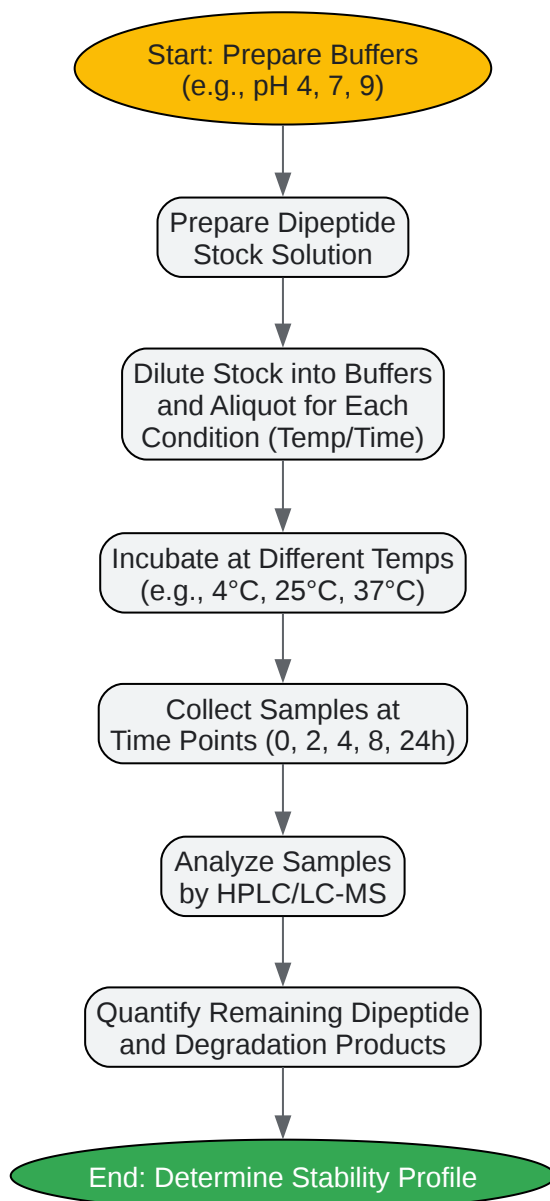 Start: Prepare Buffers
(e.g., pH 4, 7, 9)
Prepare Dipeptide
Stock Solution
Dilute Stock into Buffers
and Aliquot for Each
Condition (Temp/Time)
Incubate at Different Temps
(e.g., 4°C, 25°C, 37°C)
Collect Samples at
Time Points (0, 2, 4, 8, 24h)
Analyze Samples
by HPLC/LC-MS
Quantify Remaining Dipeptide
and Degradation Products
End: Determine Stability Profile